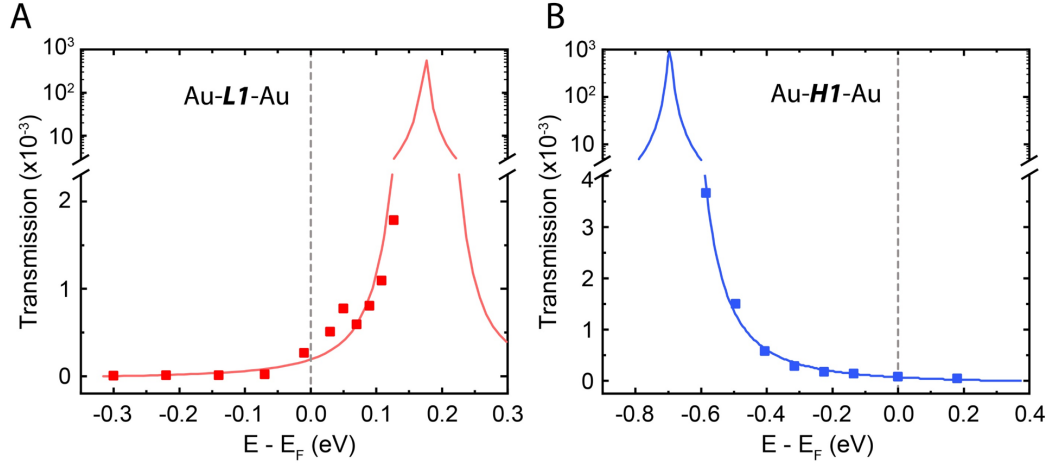 A
B
Au-L1-Au
Au-H1-Au
Transmission (x10⁻³)
10³
10²
10
2
1
0
-0.3 -0.2 -0.1 0.0 0.1 0.2 0.3
E - E_F (eV)
Transmission (x10⁻³)
10³
10²
10
4
3
2
1
0
-0.8 -0.6 -0.4 -0.2 0.0 0.2 0.4
E - E_F (eV)